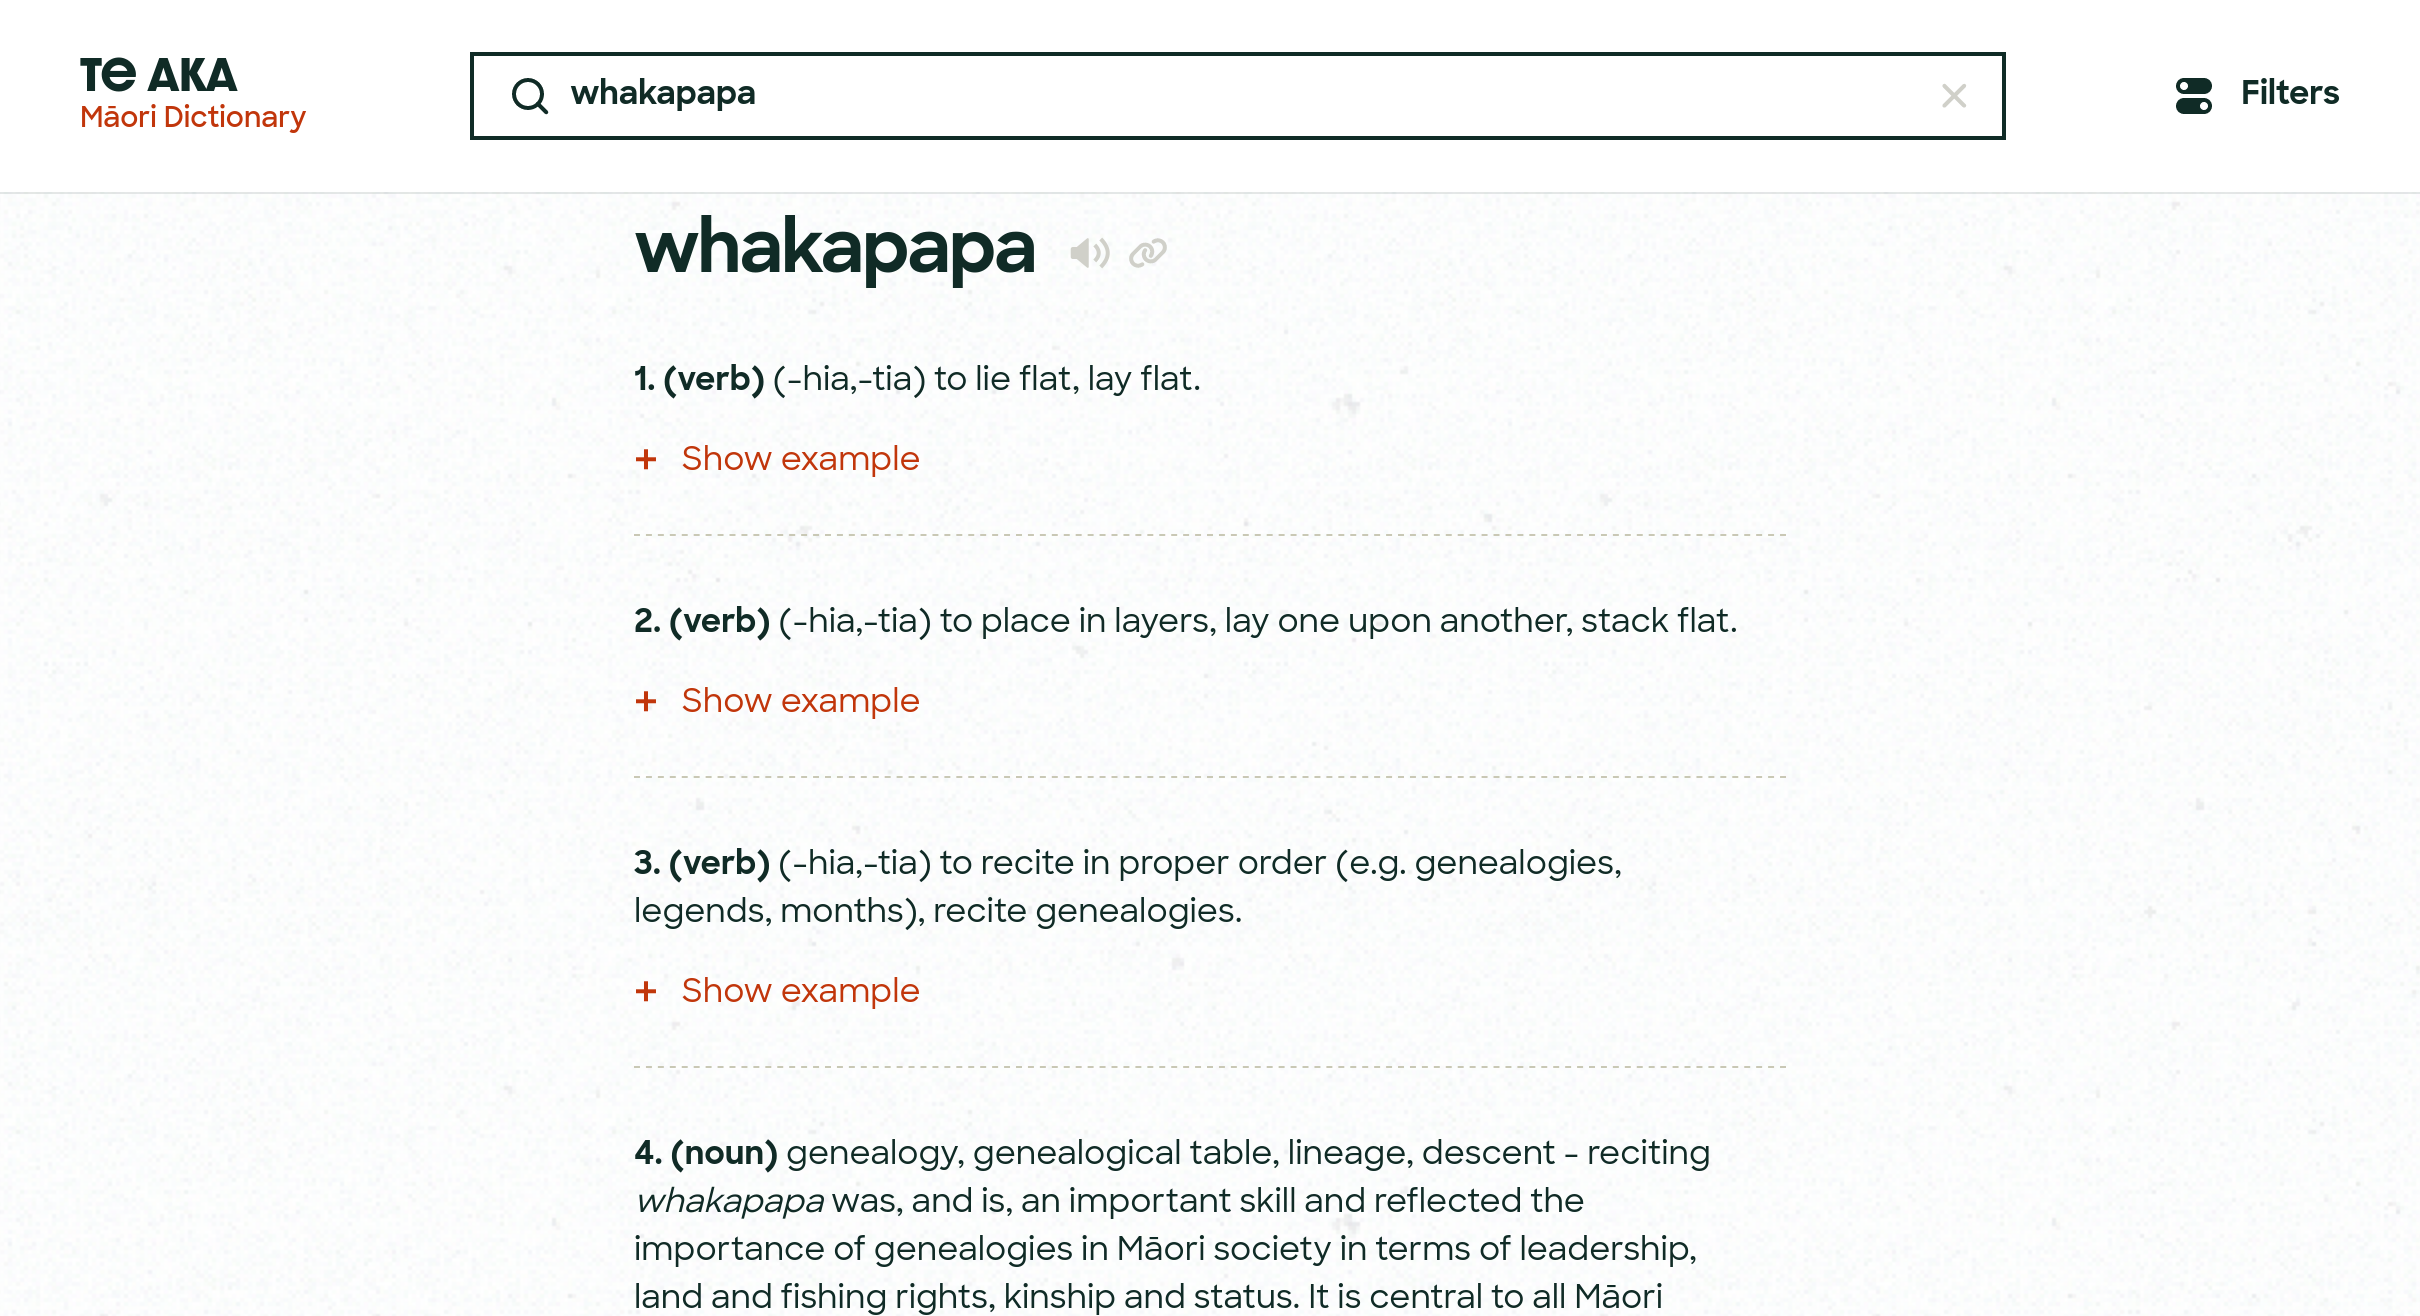 Te AKA
Māori Dictionary
whakapapa
Filters
whakapapa
1. (verb) (-hia,-tia) to lie flat, lay flat.
+ Show example
2. (verb) (-hia,-tia) to place in layers, lay one upon another, stack flat.
+ Show example
3. (verb) (-hia,-tia) to recite in proper order (e.g. genealogies,
legends, months), recite genealogies.
+ Show example
4. (noun) genealogy, genealogical table, lineage, descent - reciting
whakapapa was, and is, an important skill and reflected the
importance of genealogies in Māori society in terms of leadership,
land and fishing rights, kinship and status. It is central to all Māori